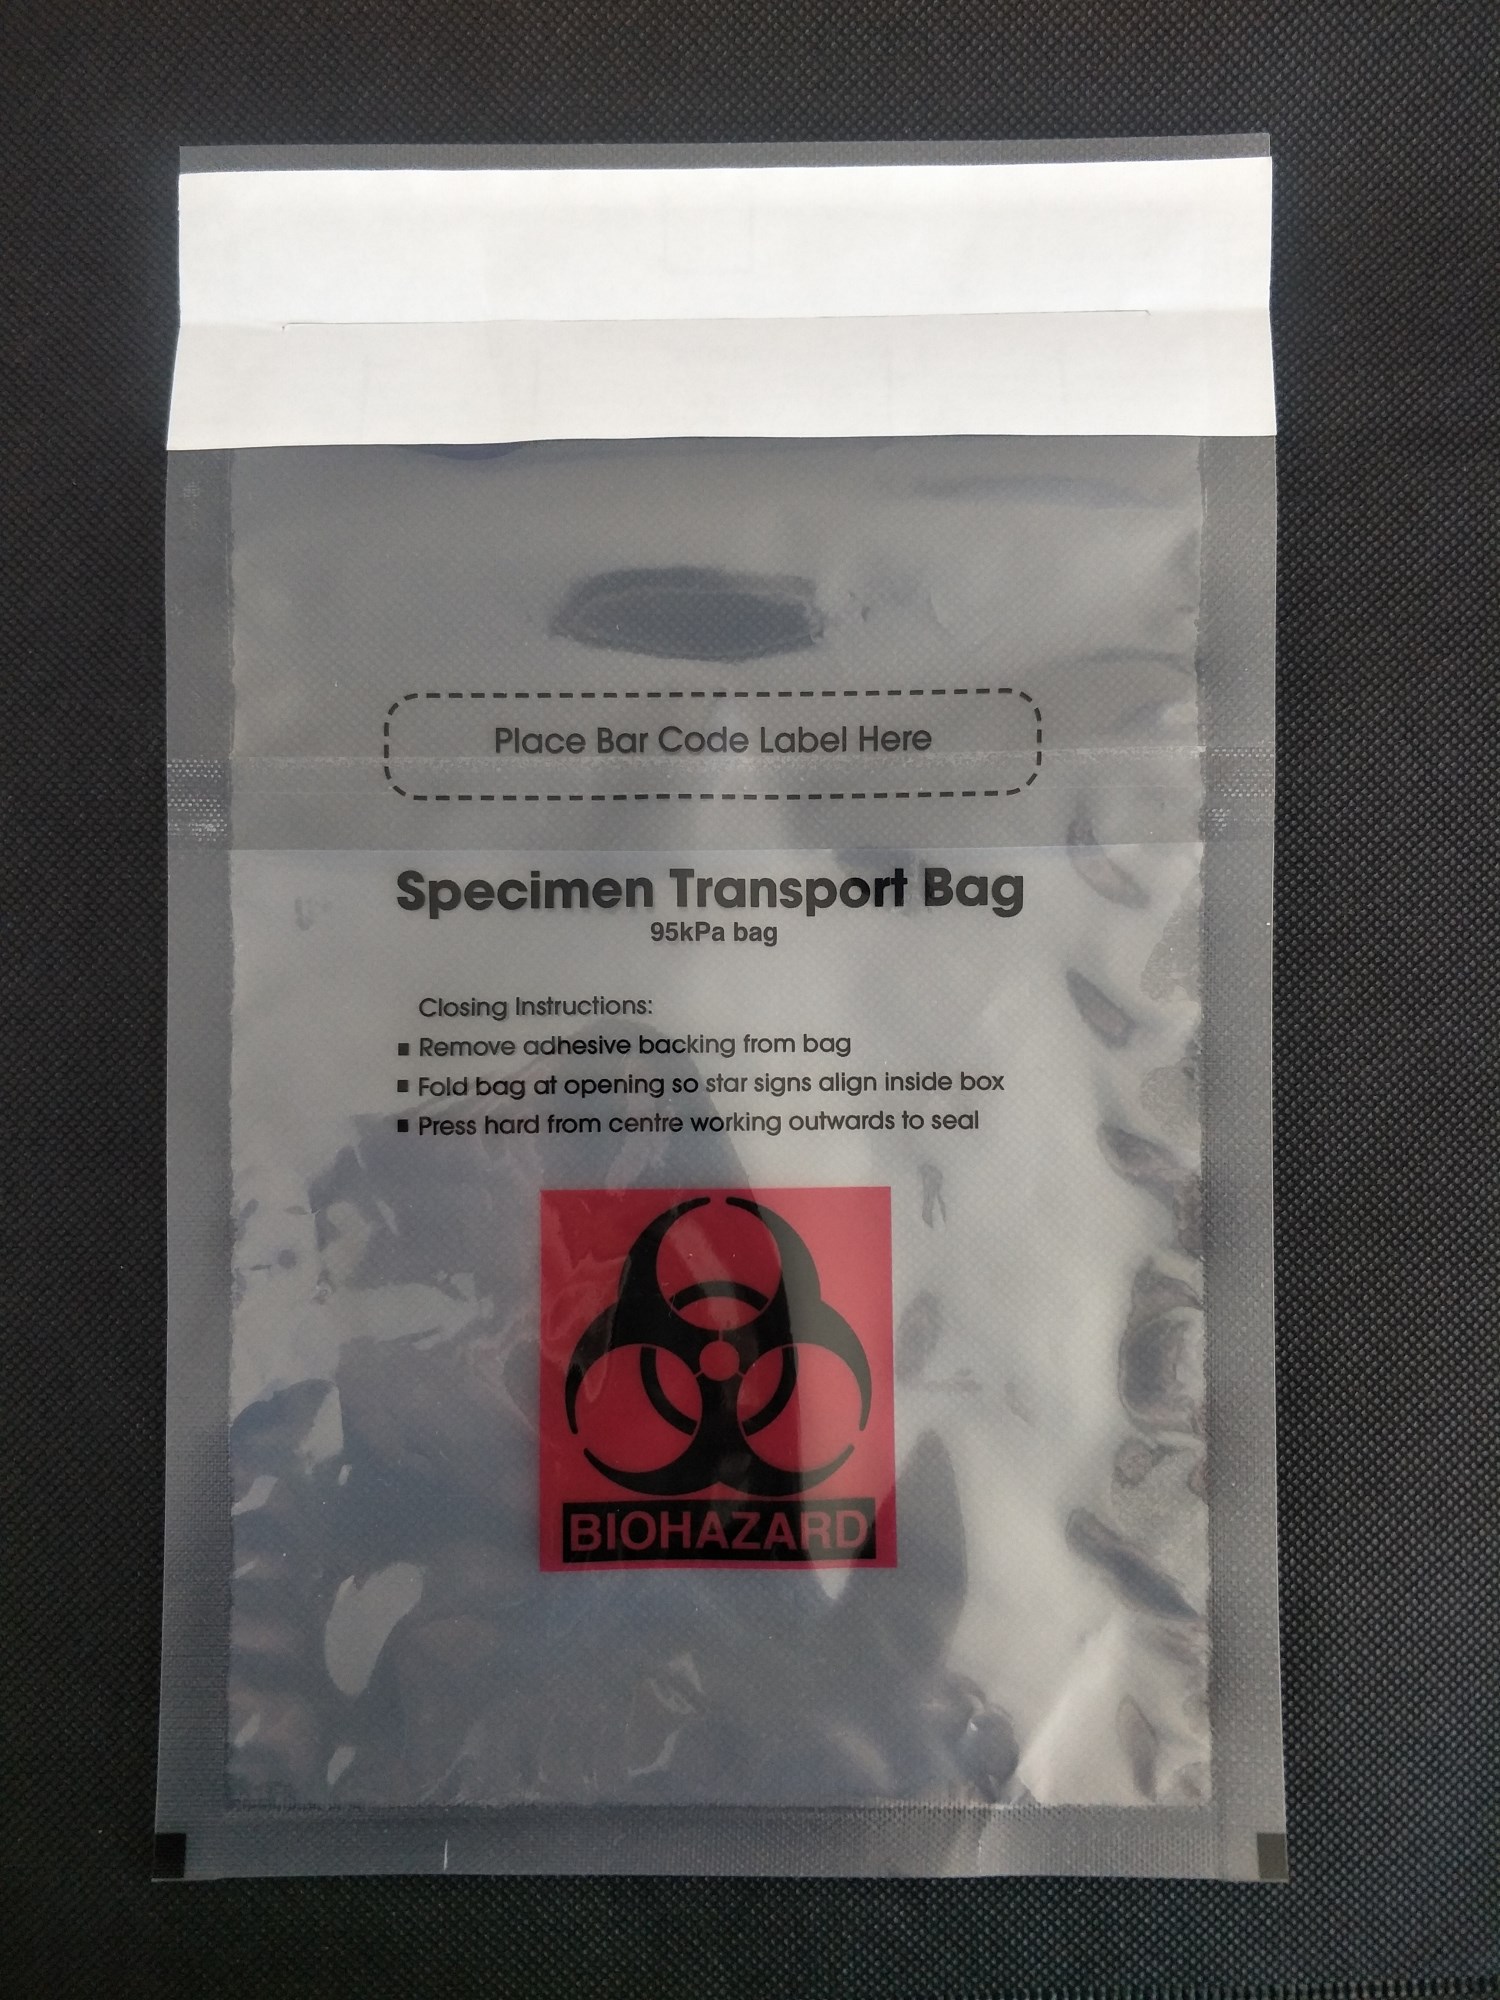 Place Bar Code Label Here
Specimen Transport Bag
95kPa bag
Closing Instructions:
▪ Remove adhesive backing from bag
▪ Fold bag at opening so star signs align inside box
▪ Press hard from centre working outwards to seal
BIOHAZARD